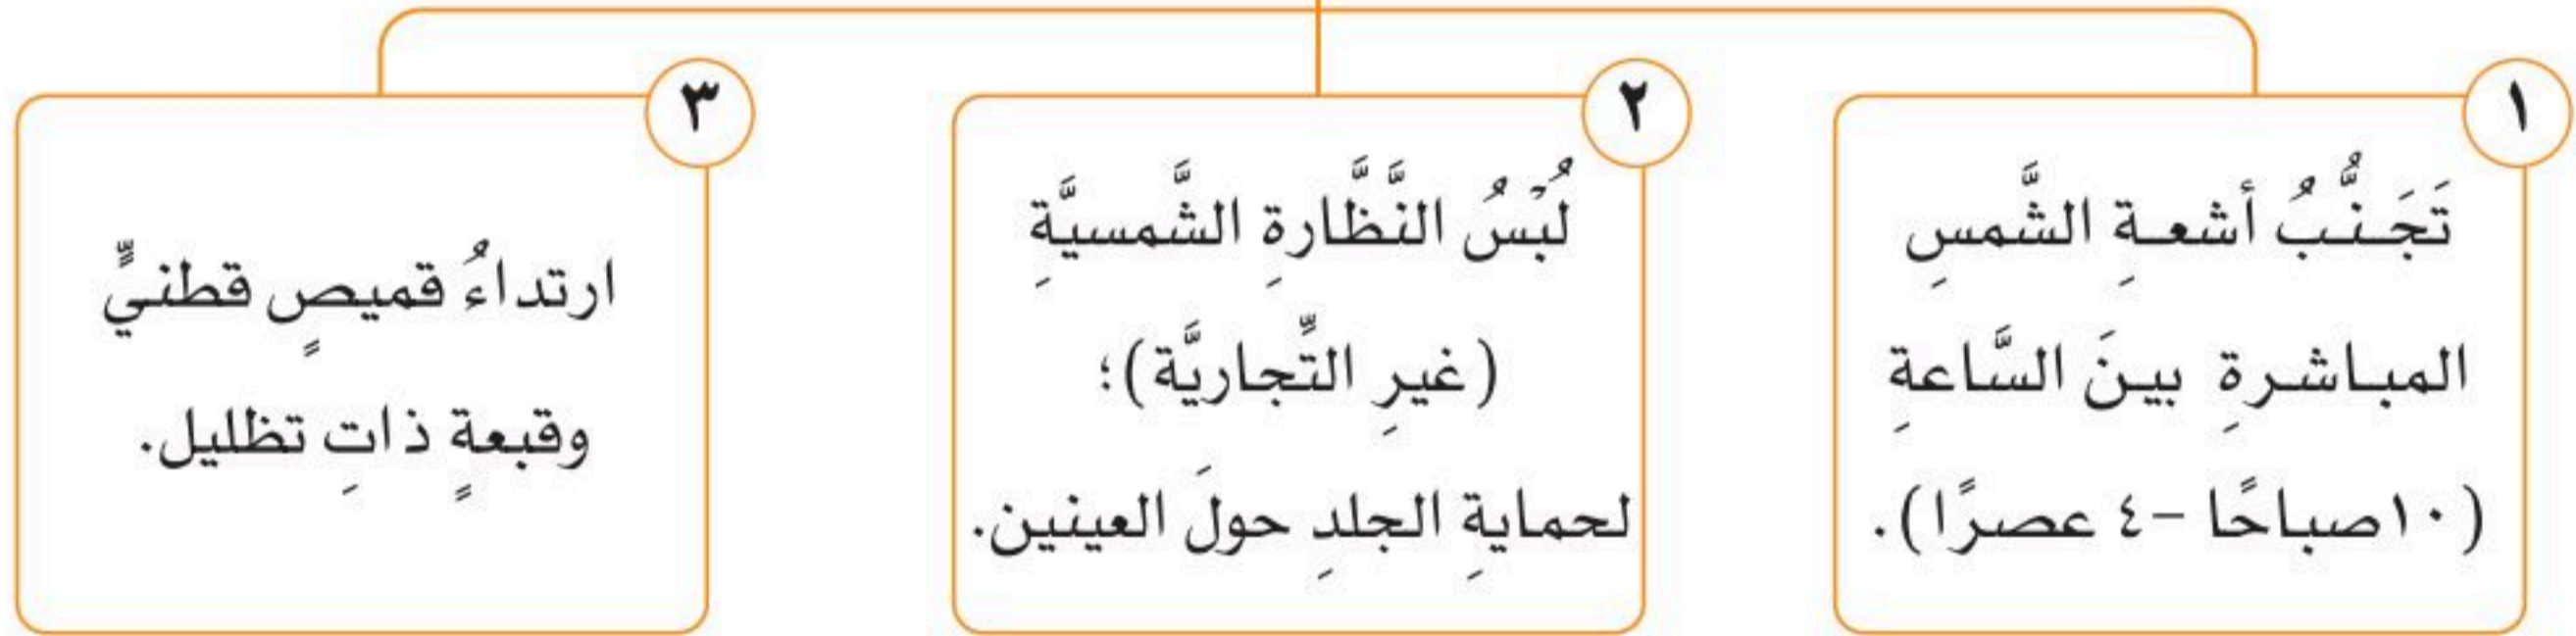 ١
تَجَنُّبُ أشعةِ الشَّمسِ
المباشرةِ بينَ السَّاعةِ
(١٠صباحًا -٤ عصرًا).
٢
لُبْسُ النَّظَّارةِ الشَّمسيَّةِ
(غيرِ التِّجاريَّة)؛
لحمايةِ الجلدِ حولَ العينين.
٣
ارتداءُ قميصٍ قطنيٍّ
وقبعةٍ ذاتِ تظليل.